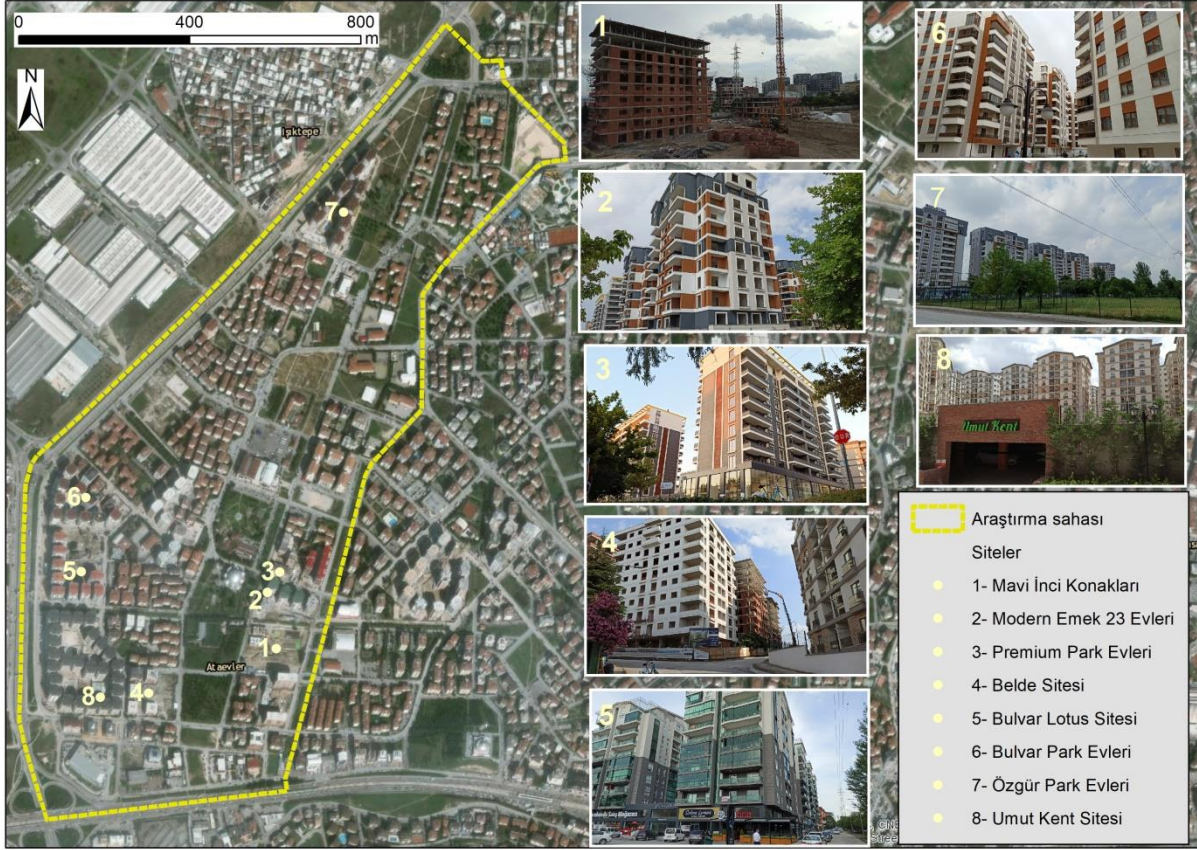 0 400 800
m
N
Işıktepe
7
6
5
3
2
1
Ataevler
8 4
1
2
3
4
5
6
7
8
Umut Kent
Araştırma sahası
Siteler
1- Mavi İnci Konakları
2- Modern Emek 23 Evleri
3- Premium Park Evleri
4- Belde Sitesi
5- Bulvar Lotus Sitesi
6- Bulvar Park Evleri
7- Özgür Park Evleri
8- Umut Kent Sitesi